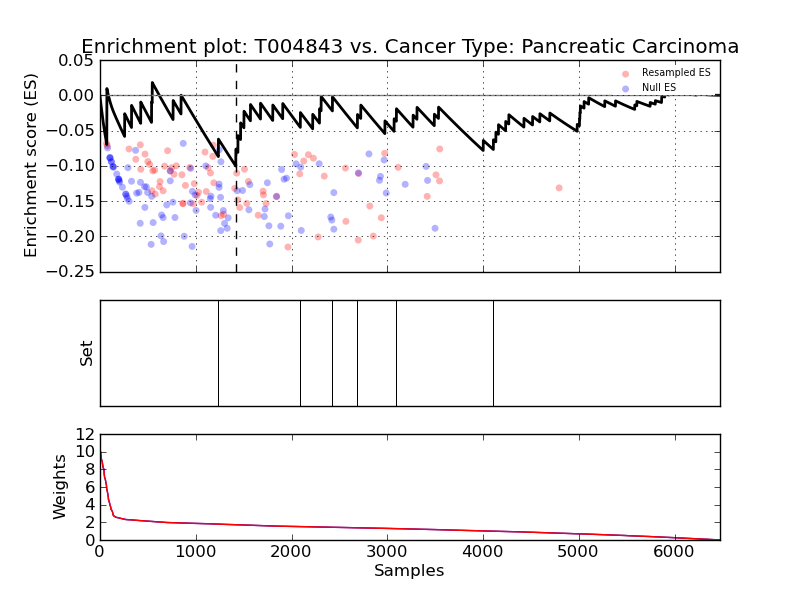 Enrichment plot: T004843 vs. Cancer Type: Pancreatic Carcinoma
Enrichment score (ES)
0.05
0.00
−0.05
−0.10
−0.15
−0.20
−0.25
Resampled ES
Null ES
Set
Weights
12
10
8
6
4
2
0
0 1000 2000 3000 4000 5000 6000
Samples